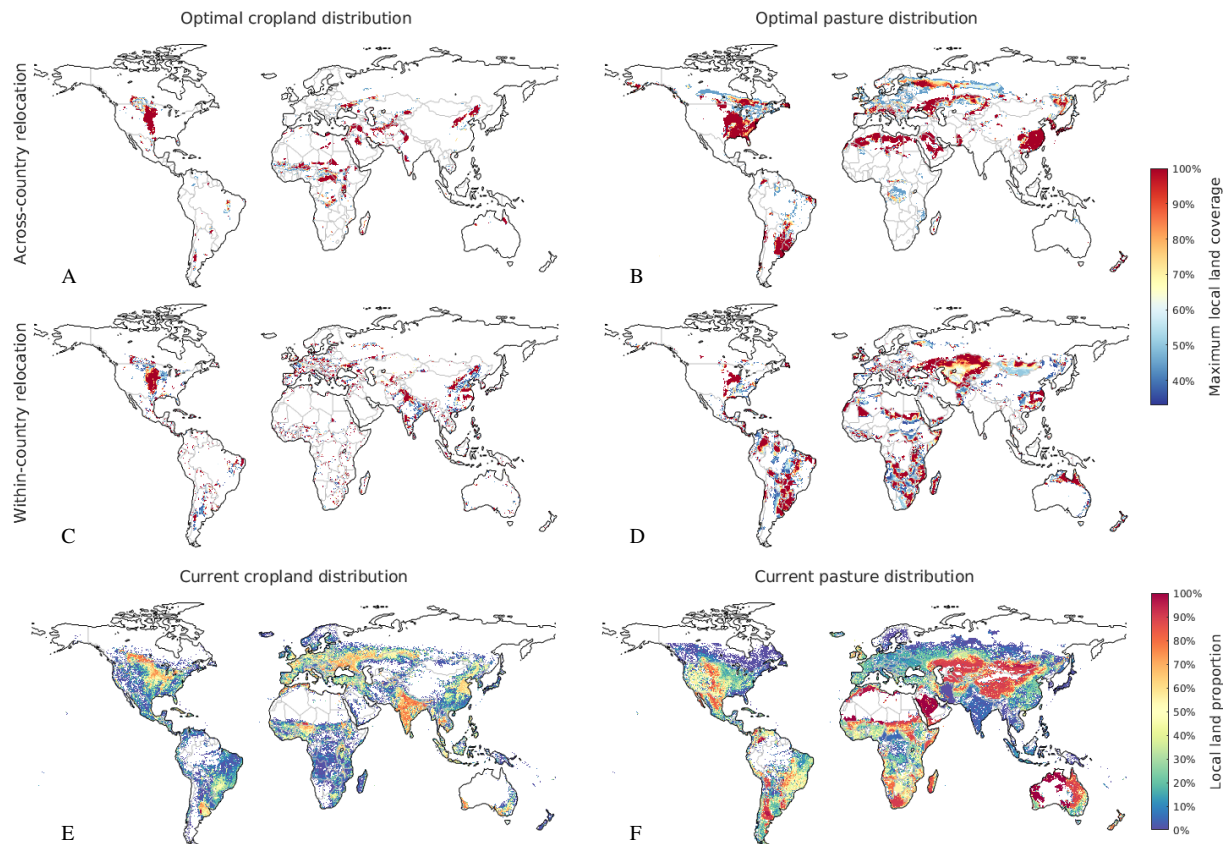 Optimal cropland distribution
Optimal pasture distribution
Across-country relocation
A
B
Within-country relocation
C
D
100%
90%
80%
70%
60%
50%
40%
Maximum local land coverage
Current cropland distribution
Current pasture distribution
E
F
100%
90%
80%
70%
60%
50%
40%
30%
20%
10%
0%
Local land proportion